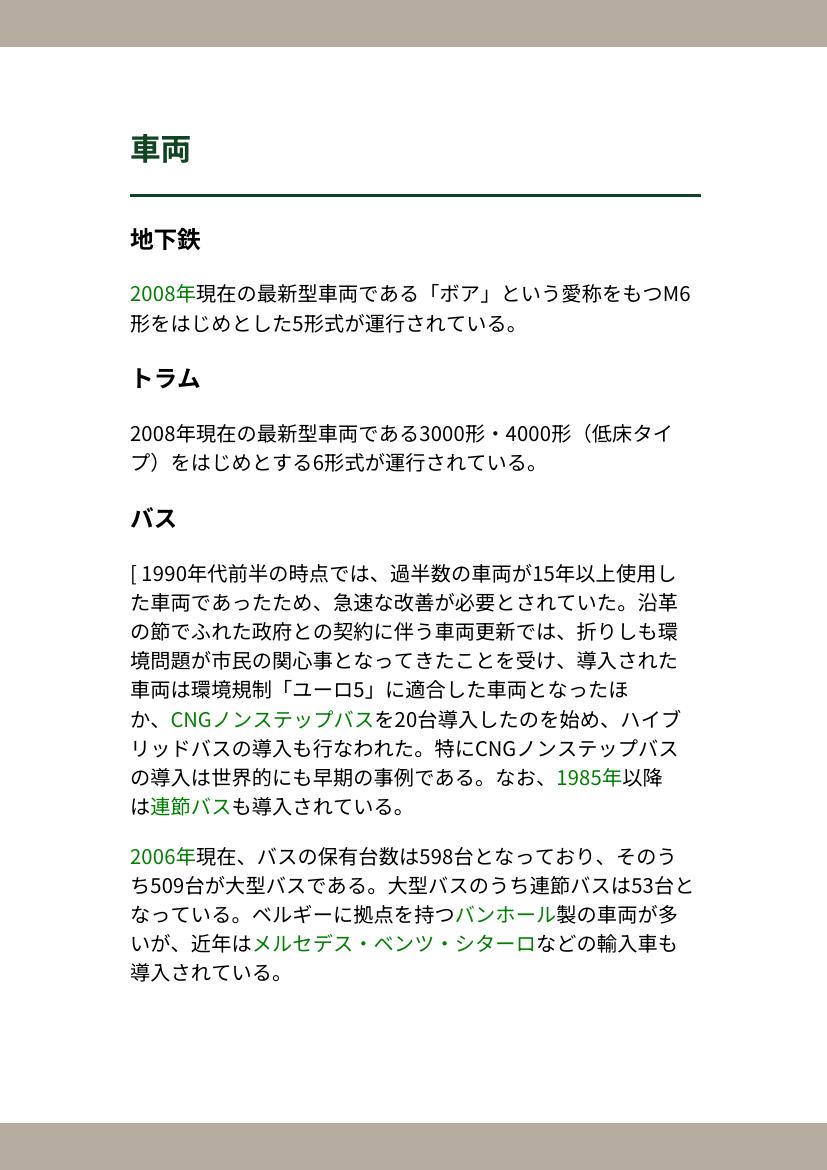 車両
地下鉄
2008年現在の最新型車両である「ボア」という愛称をもつM6
形をはじめとした5形式が運行されている。
トラム
2008年現在の最新型車両である3000形・4000形（低床タイ
プ）をはじめとする6形式が運行されている。
バス
[ 1990年代前半の時点では、過半数の車両が15年以上使用し
た車両であったため、急速な改善が必要とされていた。沿革
の節でふれた政府との契約に伴う車両更新では、折りしも環
境問題が市民の関心事となってきたことを受け、導入された
車両は環境規制「ユーロ5」に適合した車両となったほ
か、CNGノンステップバスを20台導入したのを始め、ハイブ
リッドバスの導入も行なわれた。特にCNGノンステップバス
の導入は世界的にも早期の事例である。なお、1985年以降
は連節バスも導入されている。
2006年現在、バスの保有台数は598台となっており、そのう
ち509台が大型バスである。大型バスのうち連節バスは53台と
なっている。ベルギーに拠点を持つバンホール製の車両が多
いが、近年はメルセデス・ベンツ・シターロなどの輸入車も
導入されている。